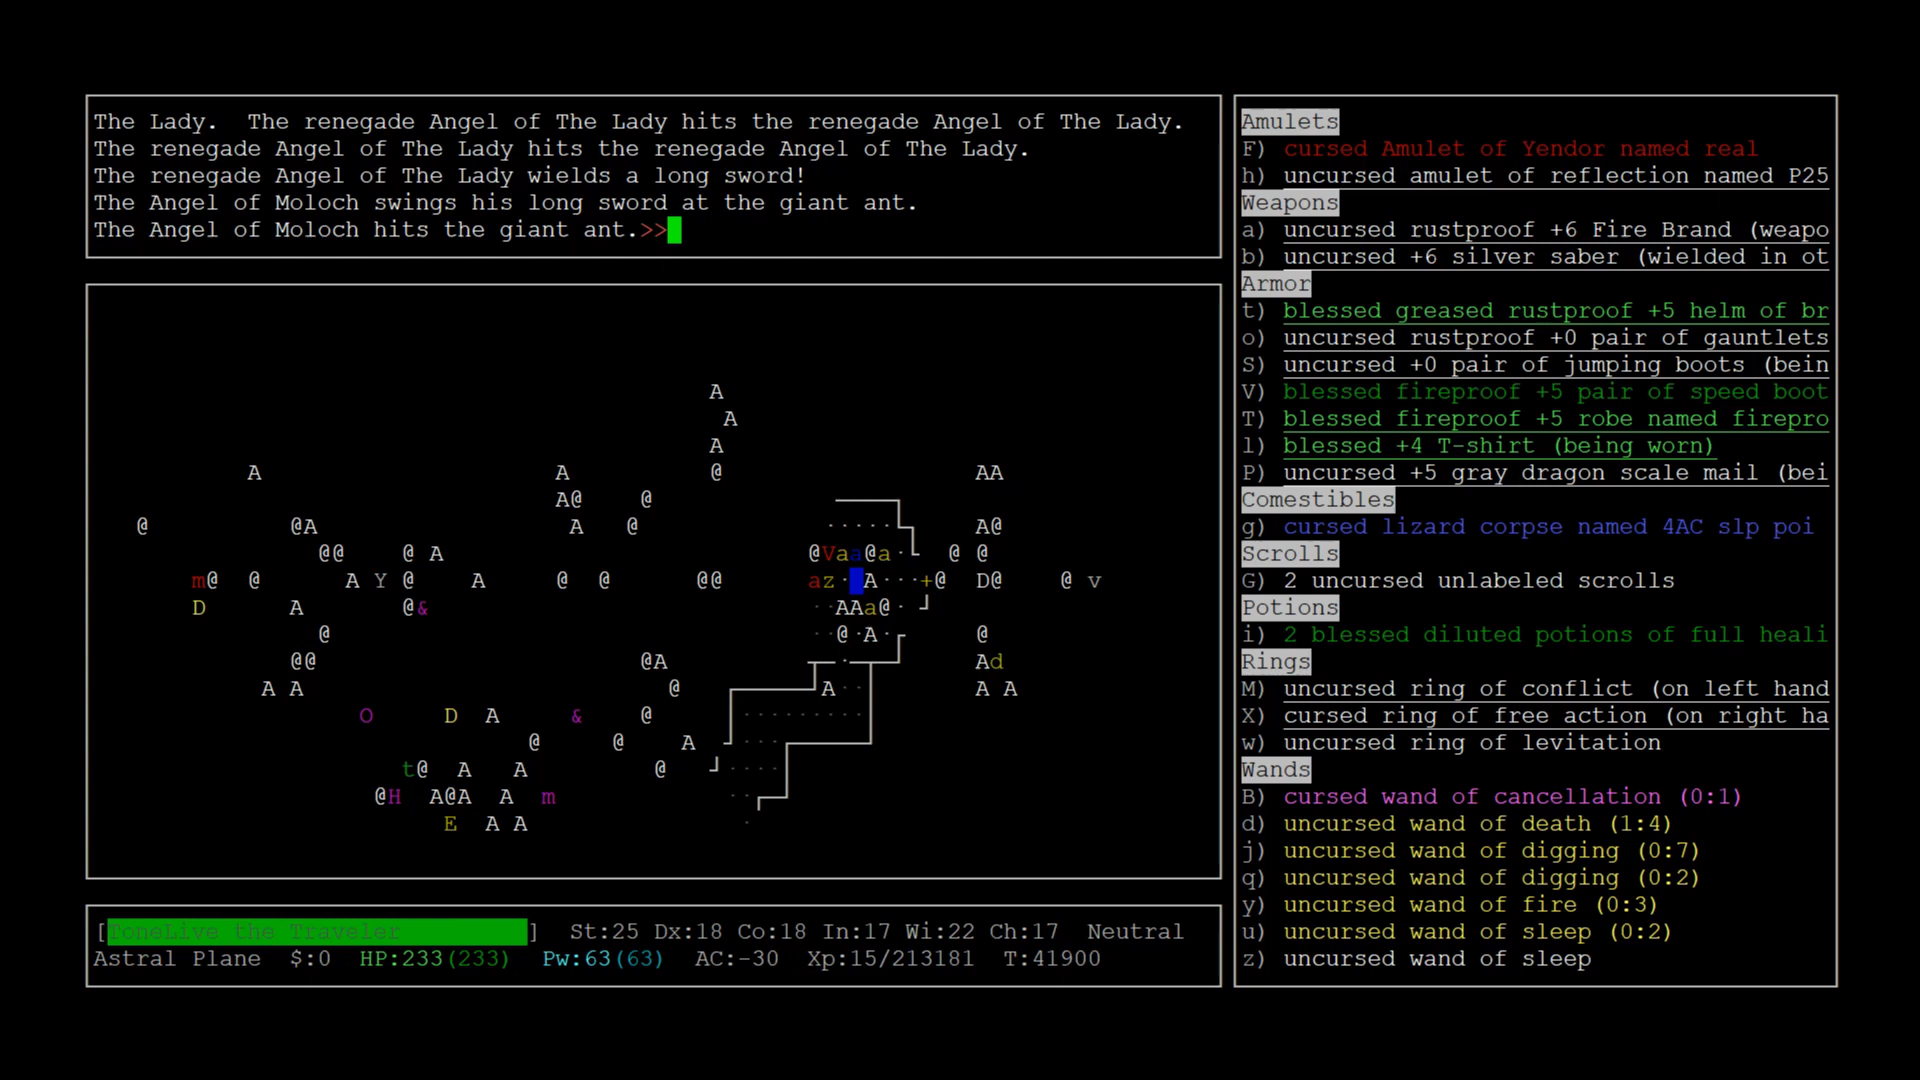 The Lady.  The renegade Angel of The Lady hits the renegade Angel of The Lady.
The renegade Angel of The Lady hits the renegade Angel of The Lady.
The renegade Angel of The Lady wields a long sword!
The Angel of Moloch swings his long sword at the giant ant.
The Angel of Moloch hits the giant ant.>>
A
A
A
A A @ AA
A@ @
@ @A A @ ····· A@
@@ @ A @Vaaa@a· @ @
m@ @ A Y @ A @ @ @@ az· A···+@ D@ @ v
D A @& ··AAa@·
@ ··@·A· @
@@ @A · Ad
A A @ A·· A A
O D A & @ ·········
@ @ A ···
t@ A A @ ····
@H A@A A m ··
E A A ·
[ToneLive the Traveler] St:25 Dx:18 Co:18 In:17 Wi:22 Ch:17 Neutral
Astral Plane $:0 HP:233(233) Pw:63(63) AC:-30 Xp:15/213181 T:41900
Amulets
F) cursed Amulet of Yendor named real
h) uncursed amulet of reflection named P25
Weapons
a) uncursed rustproof +6 Fire Brand (weapo
b) uncursed +6 silver saber (wielded in ot
Armor
t) blessed greased rustproof +5 helm of br
o) uncursed rustproof +0 pair of gauntlets
S) uncursed +0 pair of jumping boots (bein
V) blessed fireproof +5 pair of speed boot
T) blessed fireproof +5 robe named firepro
l) blessed +4 T-shirt (being worn)
P) uncursed +5 gray dragon scale mail (bei
Comestibles
g) cursed lizard corpse named 4AC slp poi
Scrolls
G) 2 uncursed unlabeled scrolls
Potions
i) 2 blessed diluted potions of full heali
Rings
M) uncursed ring of conflict (on left hand
X) cursed ring of free action (on right ha
w) uncursed ring of levitation
Wands
B) cursed wand of cancellation (0:1)
d) uncursed wand of death (1:4)
j) uncursed wand of digging (0:7)
q) uncursed wand of digging (0:2)
y) uncursed wand of fire (0:3)
u) uncursed wand of sleep (0:2)
z) uncursed wand of sleep